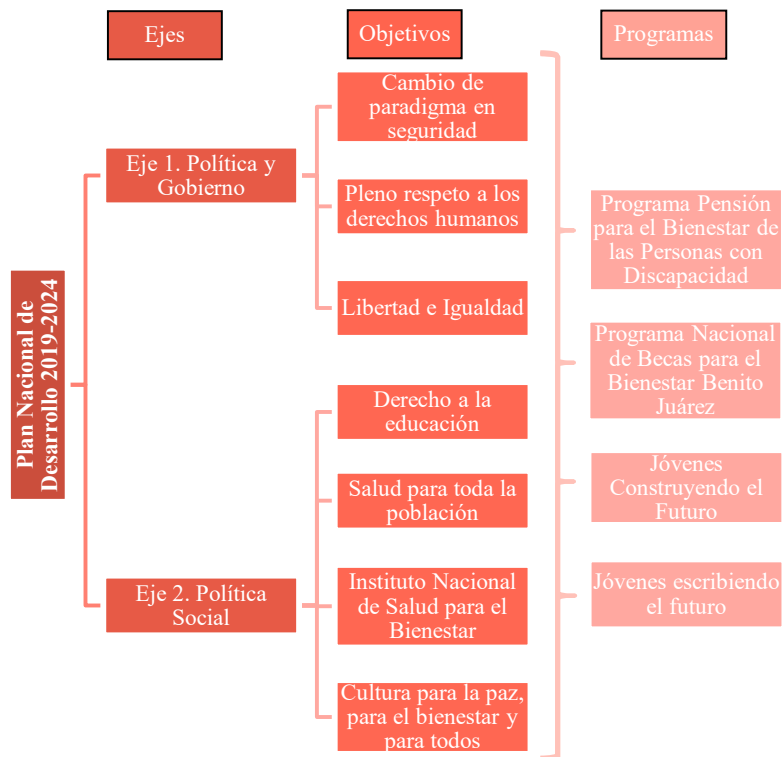 Ejes
Objetivos
Programas
Plan Nacional de
Desarrollo 2019-2024
Eje 1. Política y
Gobierno
Cambio de
paradigma en
seguridad
Pleno respeto a los
derechos humanos
Libertad e Igualdad
Eje 2. Política
Social
Derecho a la
educación
Salud para toda la
población
Instituto Nacional
de Salud para el
Bienestar
Cultura para la paz,
para el bienestar y
para todos
Programa Pensión
para el Bienestar de
las Personas con
Discapacidad
Programa Nacional
de Becas para el
Bienestar Benito
Juárez
Jóvenes
Construyendo el
Futuro
Jóvenes escribiendo
el futuro